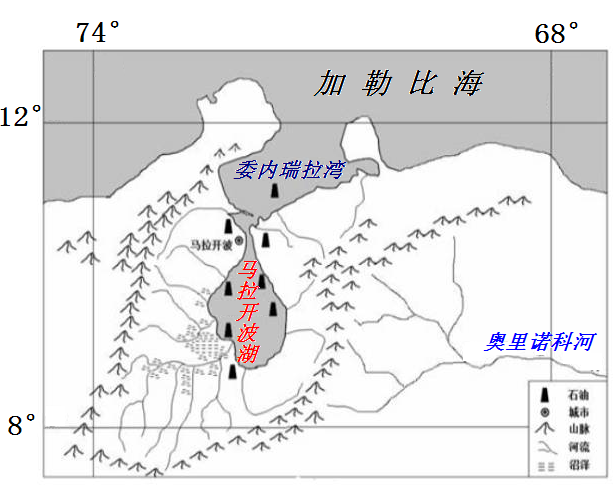 74° 68°
12°
加勒比海
委内瑞拉湾
马拉开波
马拉开波湖
奥里诺科河
8°
石油
城市
山脉
河流
沼泽